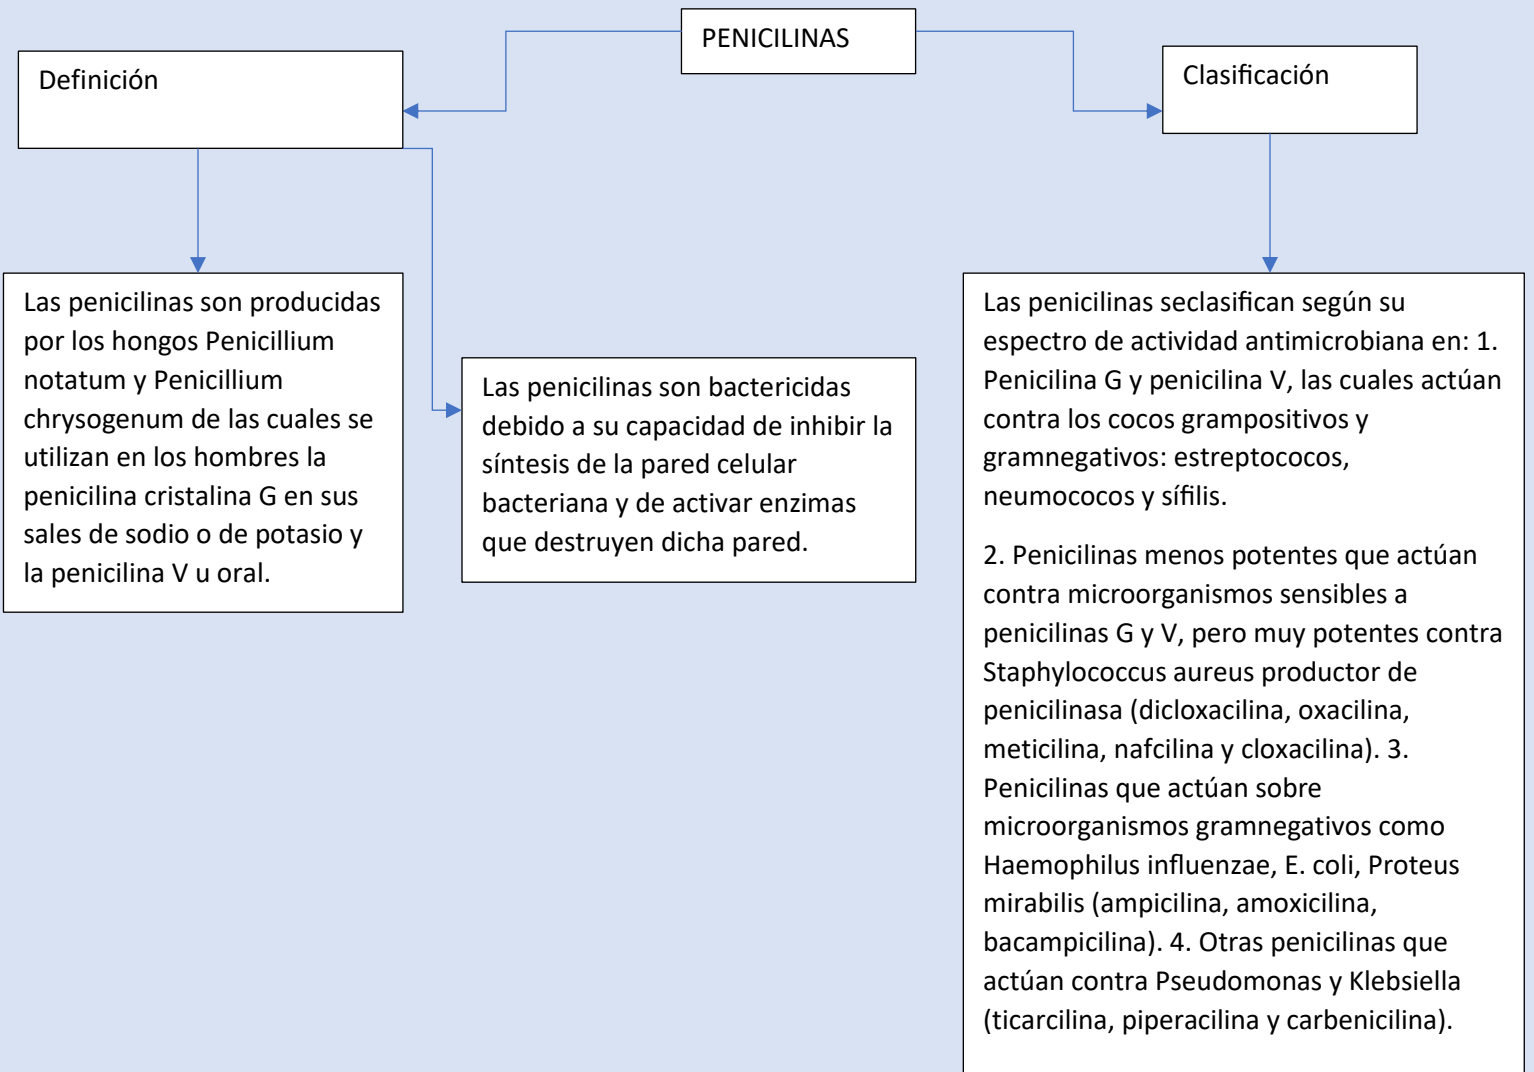 PENICILINAS
Definición
Clasificación
Las penicilinas son producidas
por los hongos Penicillium
notatum y Penicillium
chrysogenum de las cuales se
utilizan en los hombres la
penicilina cristalina G en sus
sales de sodio o de potasio y
la penicilina V u oral.
Las penicilinas son bactericidas
debido a su capacidad de inhibir la
síntesis de la pared celular
bacteriana y de activar enzimas
que destruyen dicha pared.
Las penicilinas seclasifican según su
espectro de actividad antimicrobiana en: 1.
Penicilina G y penicilina V, las cuales actúan
contra los cocos grampositivos y
gramnegativos: estreptococos,
neumococos y sífilis.
2. Penicilinas menos potentes que actúan
contra microorganismos sensibles a
penicilinas G y V, pero muy potentes contra
Staphylococcus aureus productor de
penicilinasa (dicloxacilina, oxacilina,
meticilina, nafcilina y cloxacilina). 3.
Penicilinas que actúan sobre
microorganismos gramnegativos como
Haemophilus influenzae, E. coli, Proteus
mirabilis (ampicilina, amoxicilina,
bacampicilina). 4. Otras penicilinas que
actúan contra Pseudomonas y Klebsiella
(ticarcilina, piperacilina y carbenicilina).